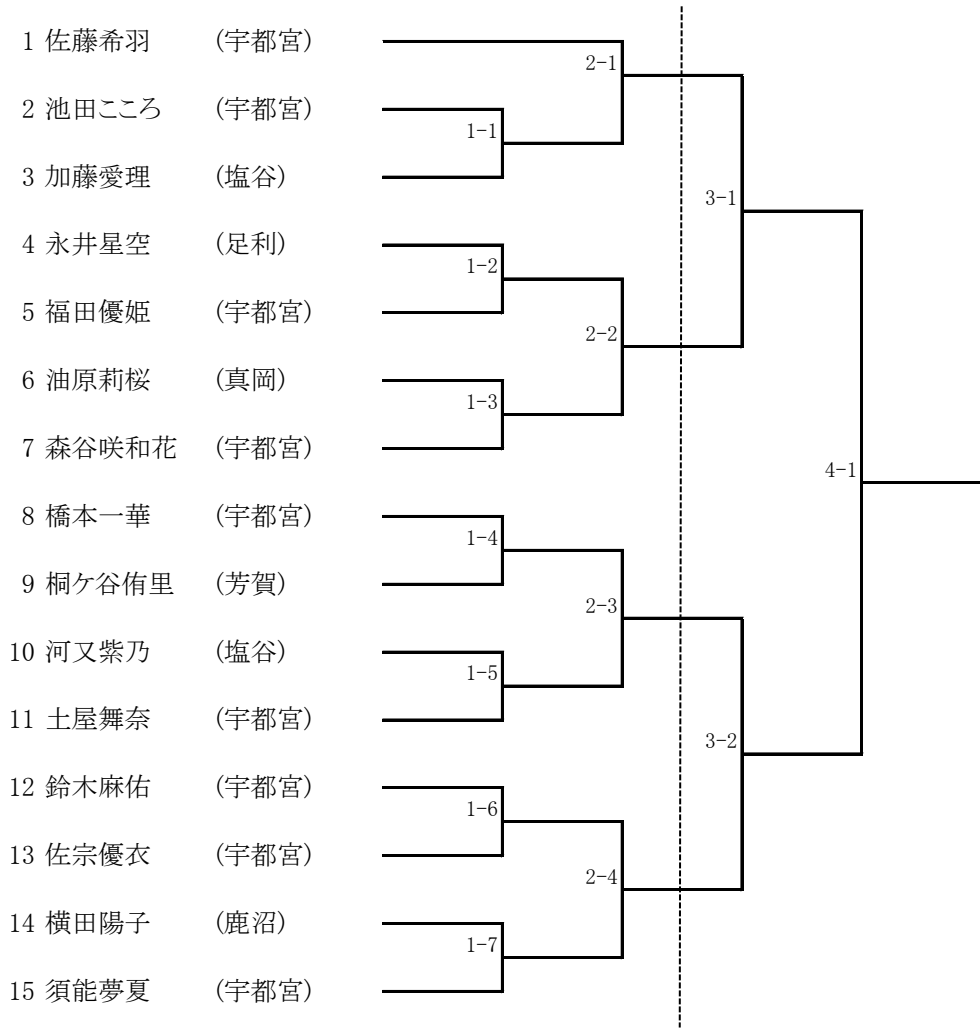 1 佐藤希羽 (宇都宮)
2-1
2 池田こころ (宇都宮)
1-1
3 加藤愛理 (塩谷)
3-1
4 永井星空 (足利)
1-2
5 福田優姫 (宇都宮)
2-2
6 油原莉桜 (真岡)
1-3
7 森谷咲和花 (宇都宮)
4-1
8 橋本一華 (宇都宮)
1-4
9 桐ケ谷侑里 (芳賀)
2-3
10 河又紫乃 (塩谷)
1-5
11 土屋舞奈 (宇都宮)
3-2
12 鈴木麻佑 (宇都宮)
1-6
13 佐宗優衣 (宇都宮)
2-4
14 横田陽子 (鹿沼)
1-7
15 須能夢夏 (宇都宮)